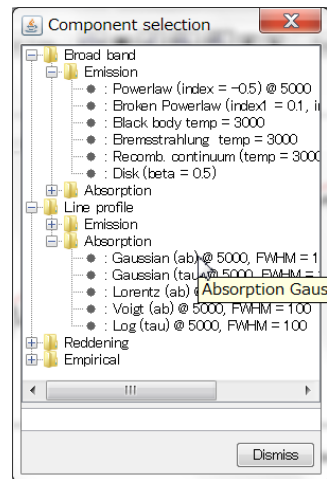 Component selection
Broad band
Emission
: Powerlaw (index = -0.5) @ 5000
: Broken Powerlaw (index1 = 0.1, i
: Black body temp = 3000
: Bremsstrahlung temp = 3000
: Recomb. continuum (temp = 3000
: Disk (beta = 0.5)
Absorption
Line profile
Emission
Absorption
: Gaussian (ab) @ 5000, FWHM = 1
: Gaussian (tau) @ 5000, FWHM =
: Lorentz (ab)
Absorption Gaus
: Voigt (ab) @ 5000, FWHM = 100
: Log (tau) @ 5000, FWHM = 100
Reddening
Empirical
Dismiss